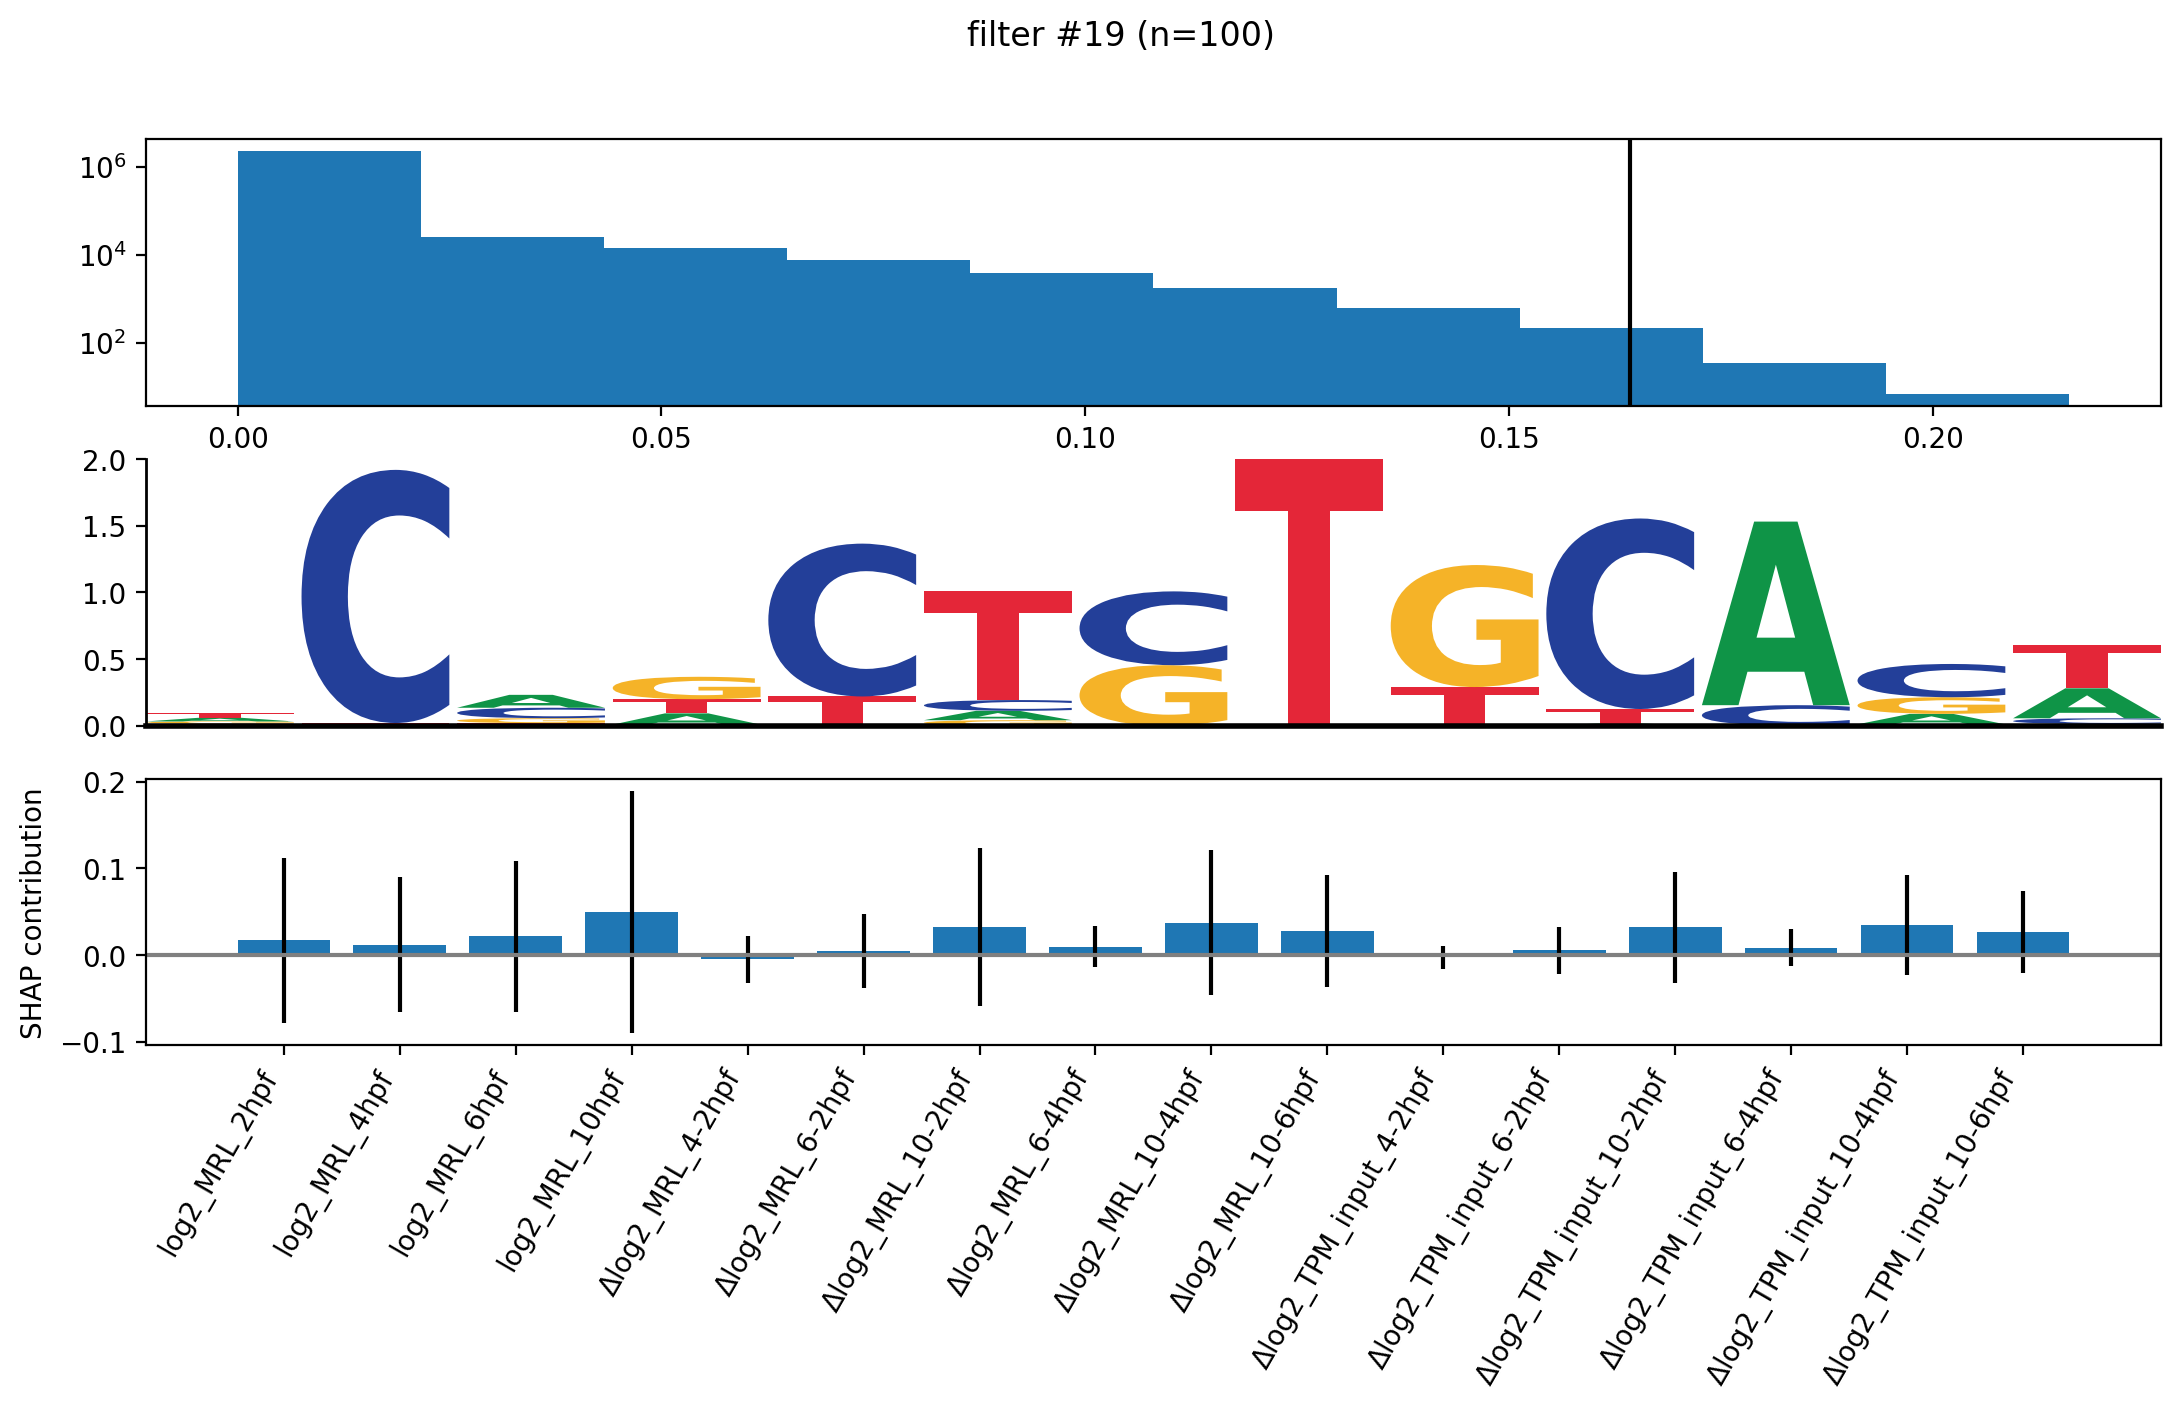 filter #19 (n=100)
10^6
10^4
10^2
0.00 0.05 0.10 0.15 0.20
2.0
1.5
1.0
0.5
0.0
T A G C A C G G T A C T T C A G C G T G T C T A C C G A T A C
SHAP contribution
0.2
0.1
0.0
−0.1
log2_MRL_2hpf
log2_MRL_4hpf
log2_MRL_6hpf
log2_MRL_10hpf
Δlog2_MRL_4-2hpf
Δlog2_MRL_6-2hpf
Δlog2_MRL_10-2hpf
Δlog2_MRL_6-4hpf
Δlog2_MRL_10-4hpf
Δlog2_MRL_10-6hpf
Δlog2_TPM_input_4-2hpf
Δlog2_TPM_input_6-2hpf
Δlog2_TPM_input_10-2hpf
Δlog2_TPM_input_6-4hpf
Δlog2_TPM_input_10-4hpf
Δlog2_TPM_input_10-6hpf